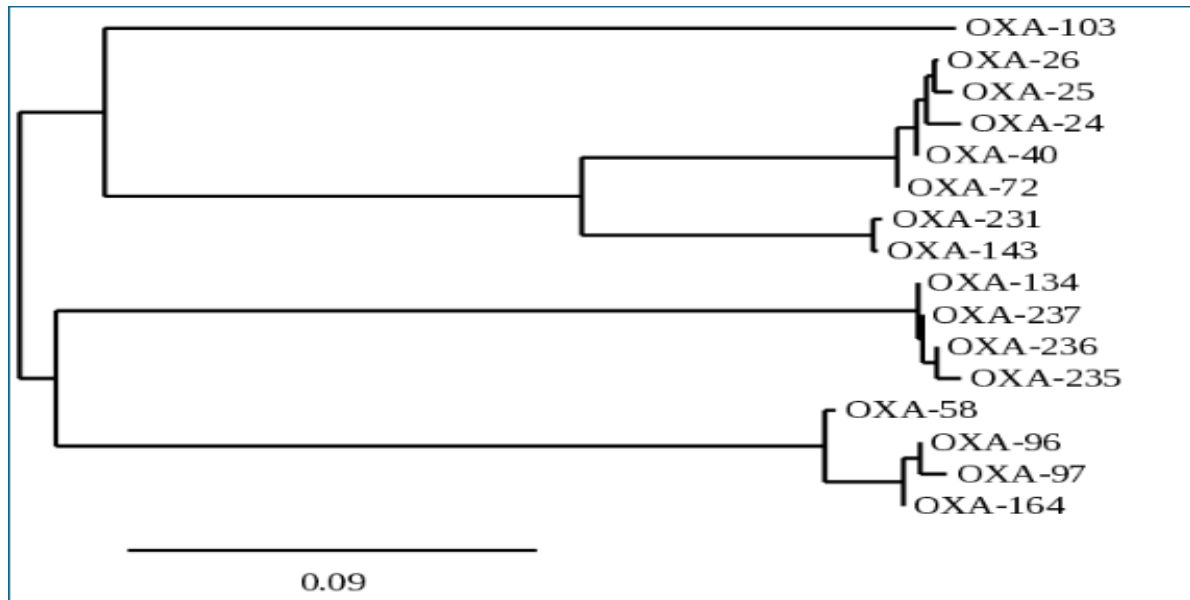 OXA-103
OXA-26
OXA-25
OXA-24
OXA-40
OXA-72
OXA-231
OXA-143
OXA-134
OXA-237
OXA-236
OXA-235
OXA-58
OXA-96
OXA-97
OXA-164
0.09